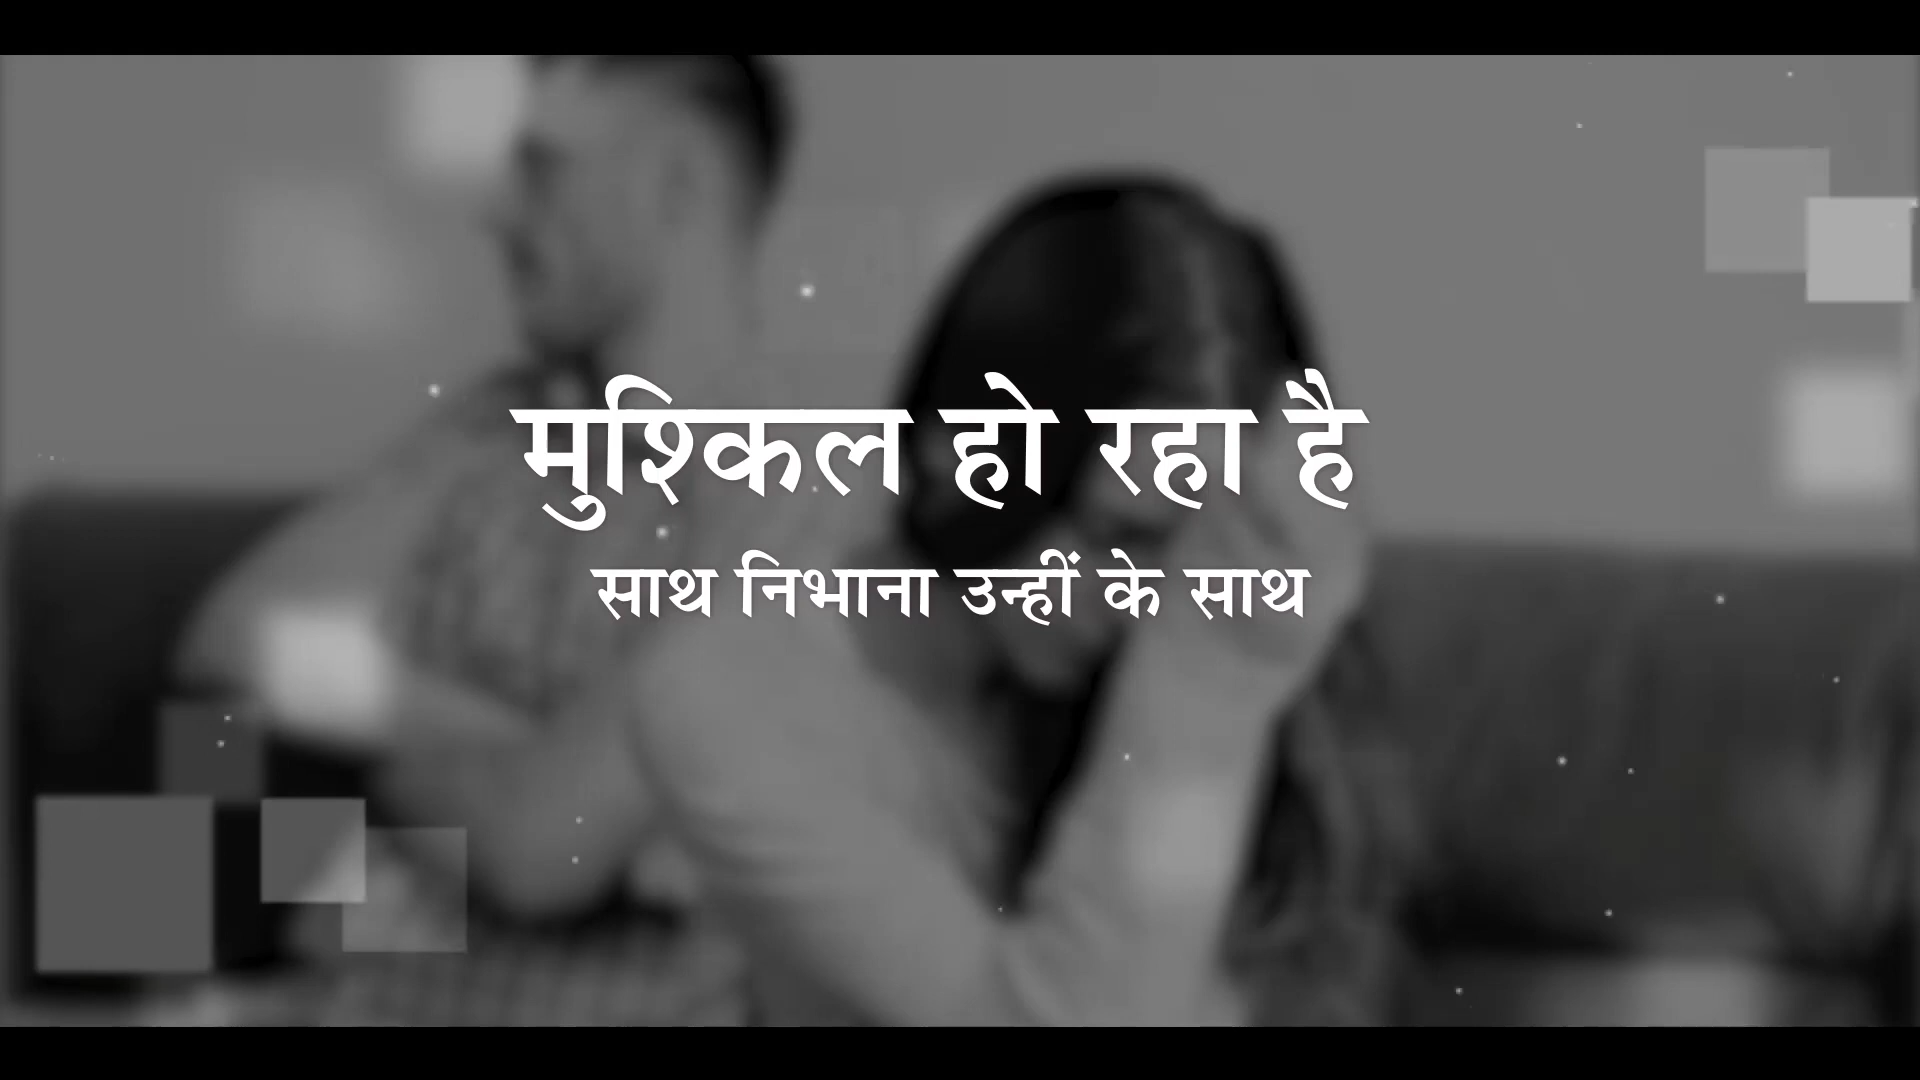 मुश्किल हो रहा है
साथ निभाना उन्हीं के साथ